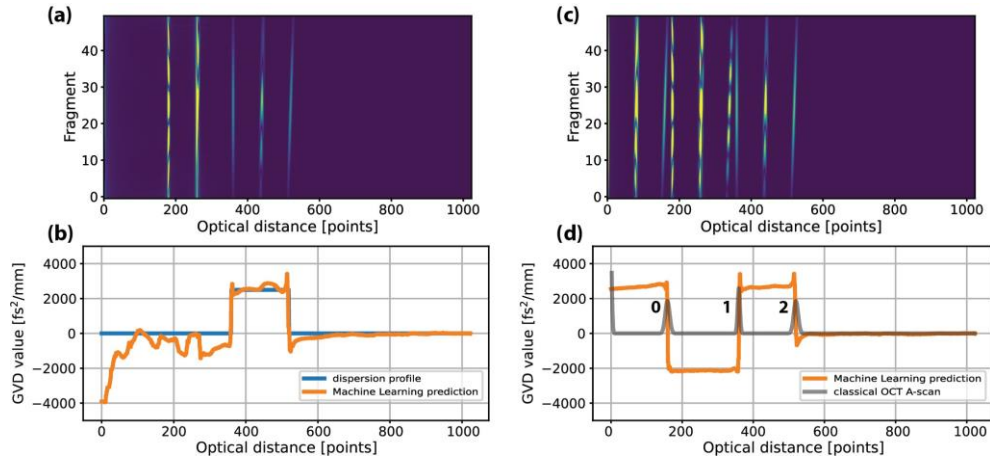 (a)
(c)
Fragment
40
30
20
10
0
0 200 400 600 800 1000
Optical distance [points]
Fragment
40
30
20
10
0
0 200 400 600 800 1000
Optical distance [points]
(b)
(d)
GVD value [fs²/mm]
4000
2000
0
−2000
−4000
dispersion profile
Machine Learning prediction
0 200 400 600 800 1000
Optical distance [points]
GVD value [fs²/mm]
4000
2000
0
−2000
−4000
0 1 2
Machine Learning prediction
classical OCT A-scan
0 200 400 600 800 1000
Optical distance [points]